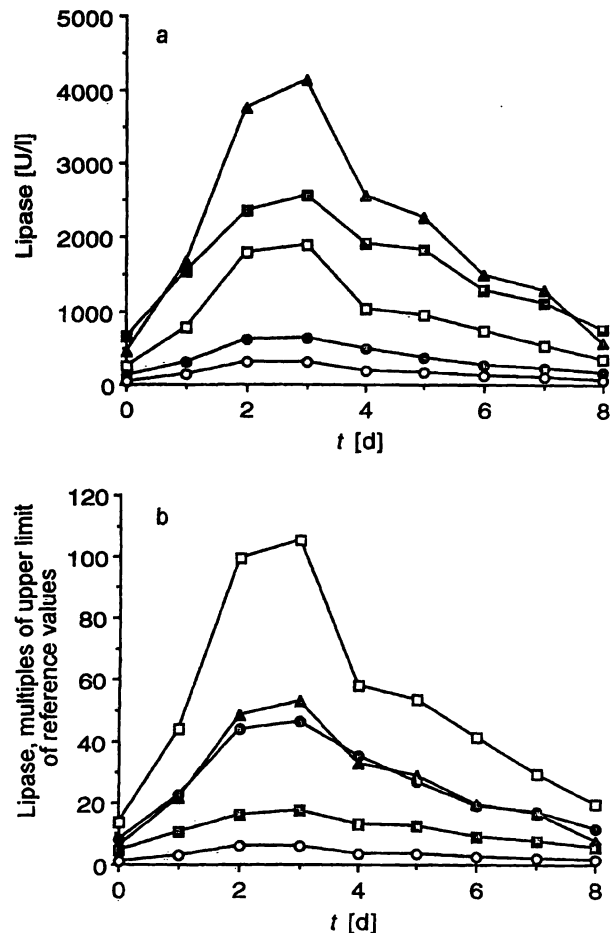 a
5000
4000
3000
2000
1000
0
Lipase [U/l]
0 2 4 6 8
t [d]
b
120
100
80
60
40
20
0
Lipase, multiples of upper limit
of reference values
0 2 4 6 8
t [d]